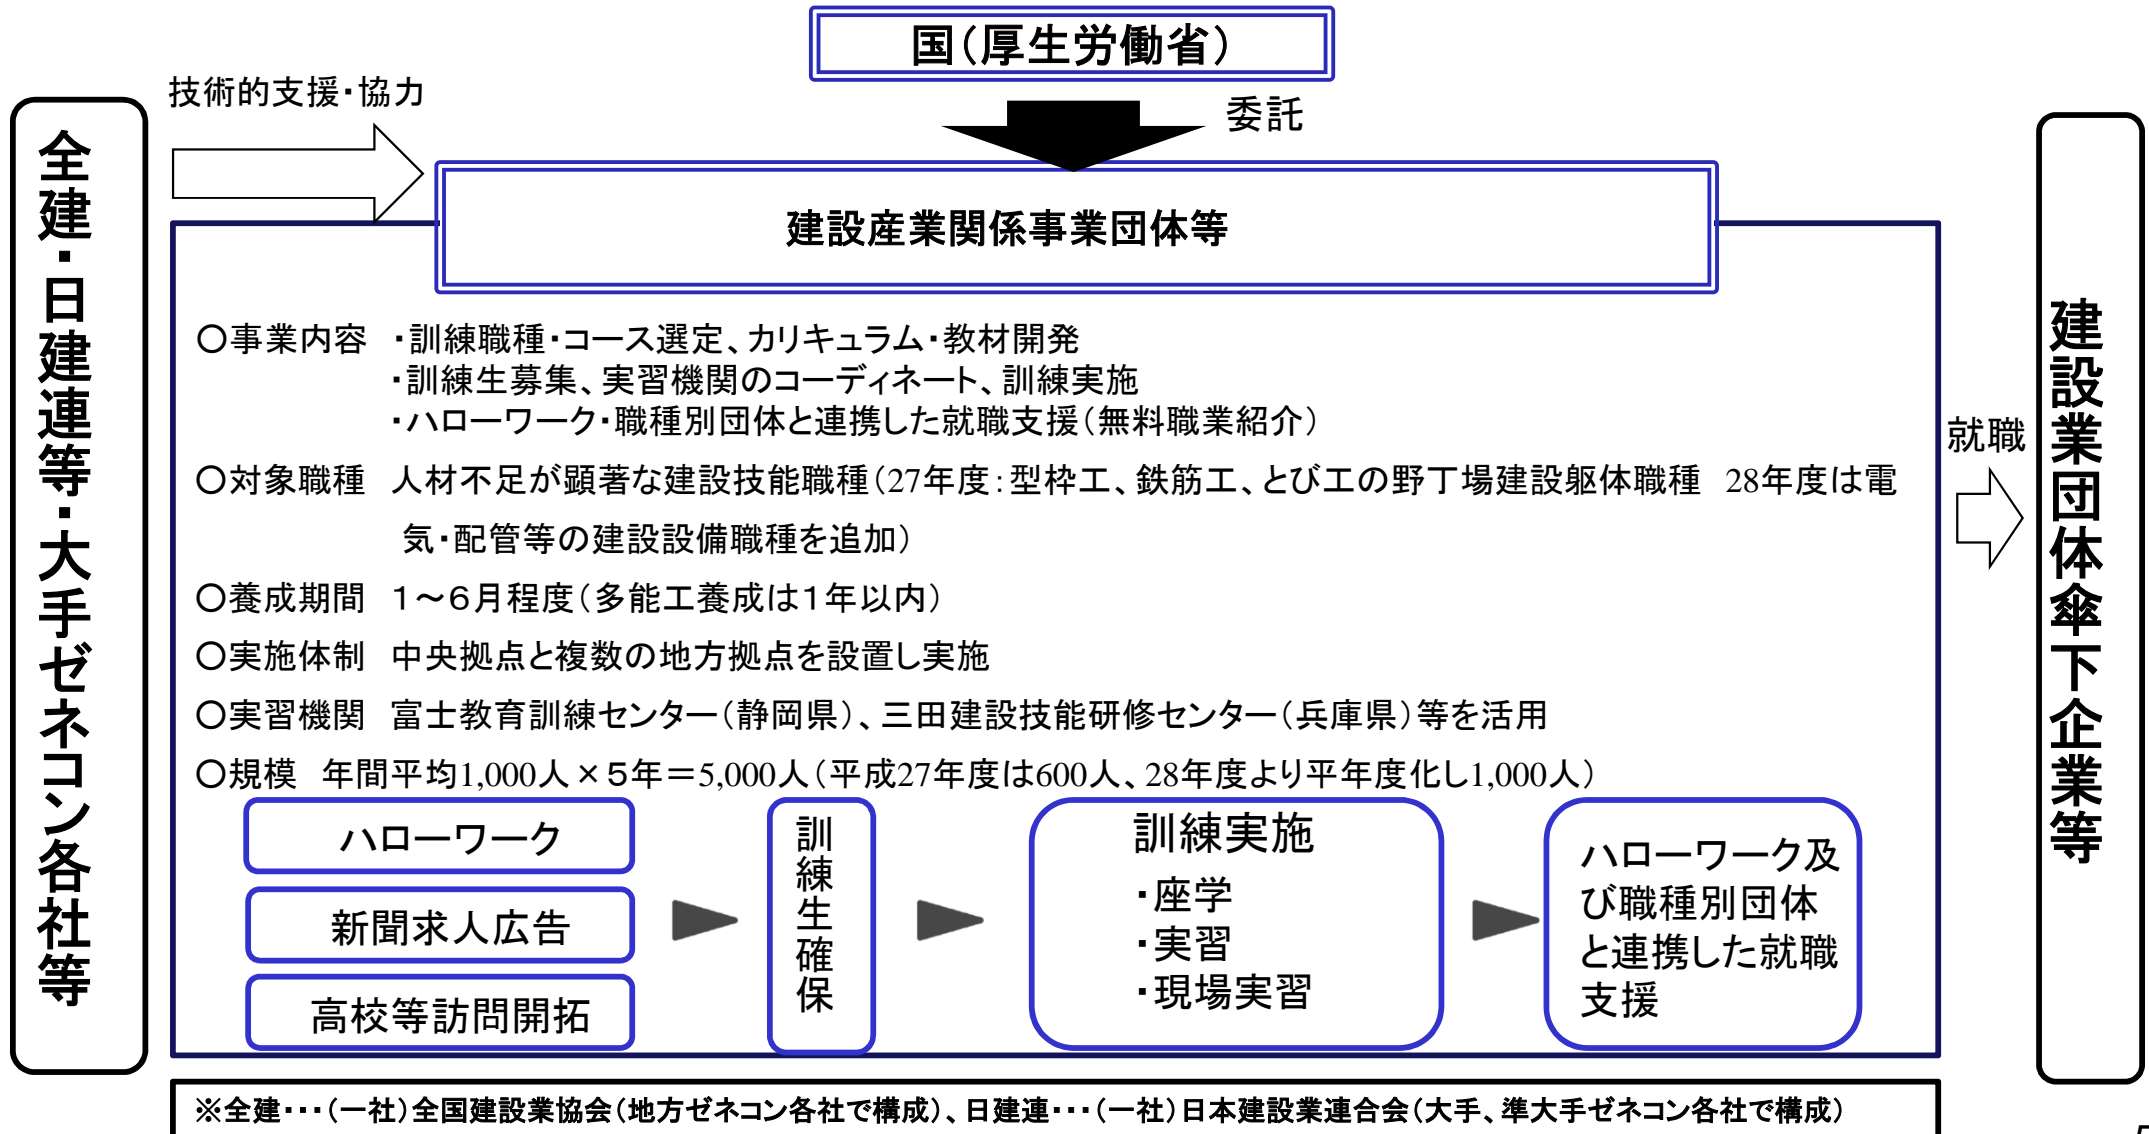 国（厚生労働省）
技術的支援・協力
委託
全建・日建連等・大手ゼネコン各社等
建設産業関係事業団体等
○事業内容　・訓練職種・コース選定、カリキュラム・教材開発
・訓練生募集、実習機関のコーディネート、訓練実施
・ハローワーク・職種別団体と連携した就職支援（無料職業紹介）
○対象職種　人材不足が顕著な建設技能職種（27年度：型枠工、鉄筋工、とび工の野丁場建設躯体職種　28年度は電
気・配管等の建設設備職種を追加）
○養成期間　１～６月程度（多能工養成は１年以内）
○実施体制　中央拠点と複数の地方拠点を設置し実施
○実習機関　富士教育訓練センター（静岡県）、三田建設技能研修センター（兵庫県）等を活用
○規模　年間平均1,000人×５年＝5,000人（平成27年度は600人、28年度より平年度化し1,000人）
ハローワーク
新聞求人広告
高校等訪問開拓
訓練生確保
訓練実施
・座学
・実習
・現場実習
ハローワーク及
び職種別団体
と連携した就職
支援
就職
建設業団体傘下企業等
※全建・・・（一社）全国建設業協会（地方ゼネコン各社で構成）、日建連・・・（一社）日本建設業連合会（大手、準大手ゼネコン各社で構成）